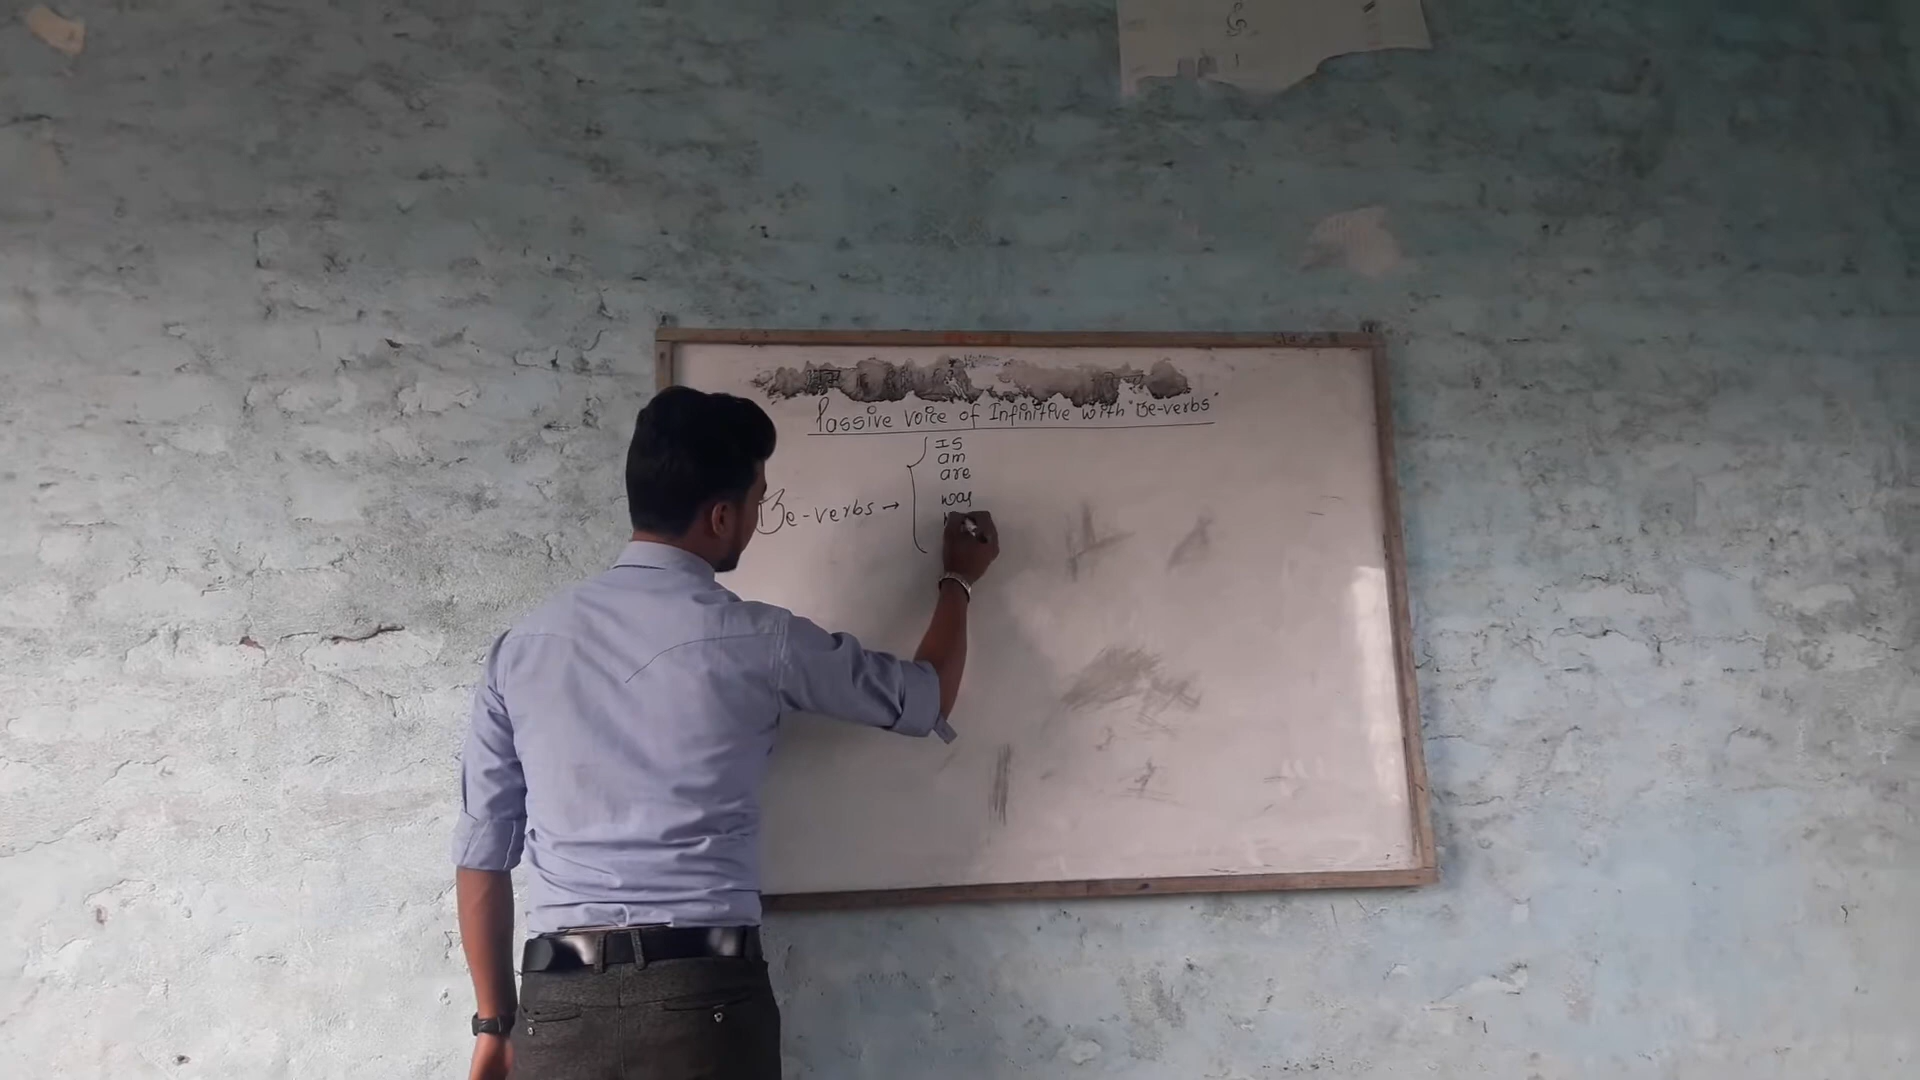 Passive Voice of Infinitive with "Be-verbs"
Is
am
are
Be-verbs →
was